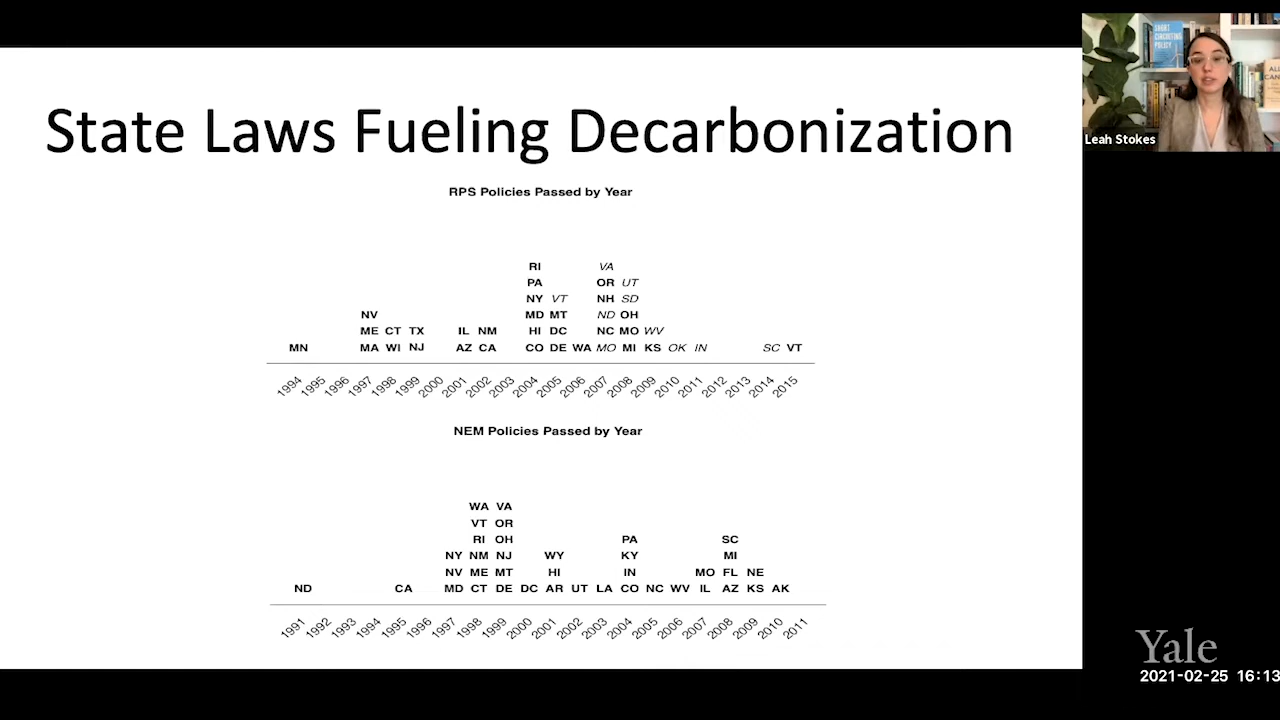 State Laws Fueling Decarbonization
RPS Policies Passed by Year
RI VA
PA OR UT
NY VT NH SD
NV MD MT ND OH
ME CT TX IL NM HI DC NC MO WV
MN MA WI NJ AZ CA CO DE WA MO MI KS OK IN SC VT
1994 1995 1996 1997 1998 1999 2000 2001 2002 2003 2004 2005 2006 2007 2008 2009 2010 2011 2012 2013 2014 2015
NEM Policies Passed by Year
WA VA
VT OR
RI OH PA SC
NY NM NJ WY KY MI
NV ME MT HI IN MO FL NE
ND CA MD CT DE DC AR UT LA CO NC WV IL AZ KS AK
1991 1992 1993 1994 1995 1996 1997 1998 1999 2000 2001 2002 2003 2004 2005 2006 2007 2008 2009 2010 2011
SHORT
CIRCUITING
POLICY
ALL
CAN
Leah Stokes
Yale
2021-02-25 16:13